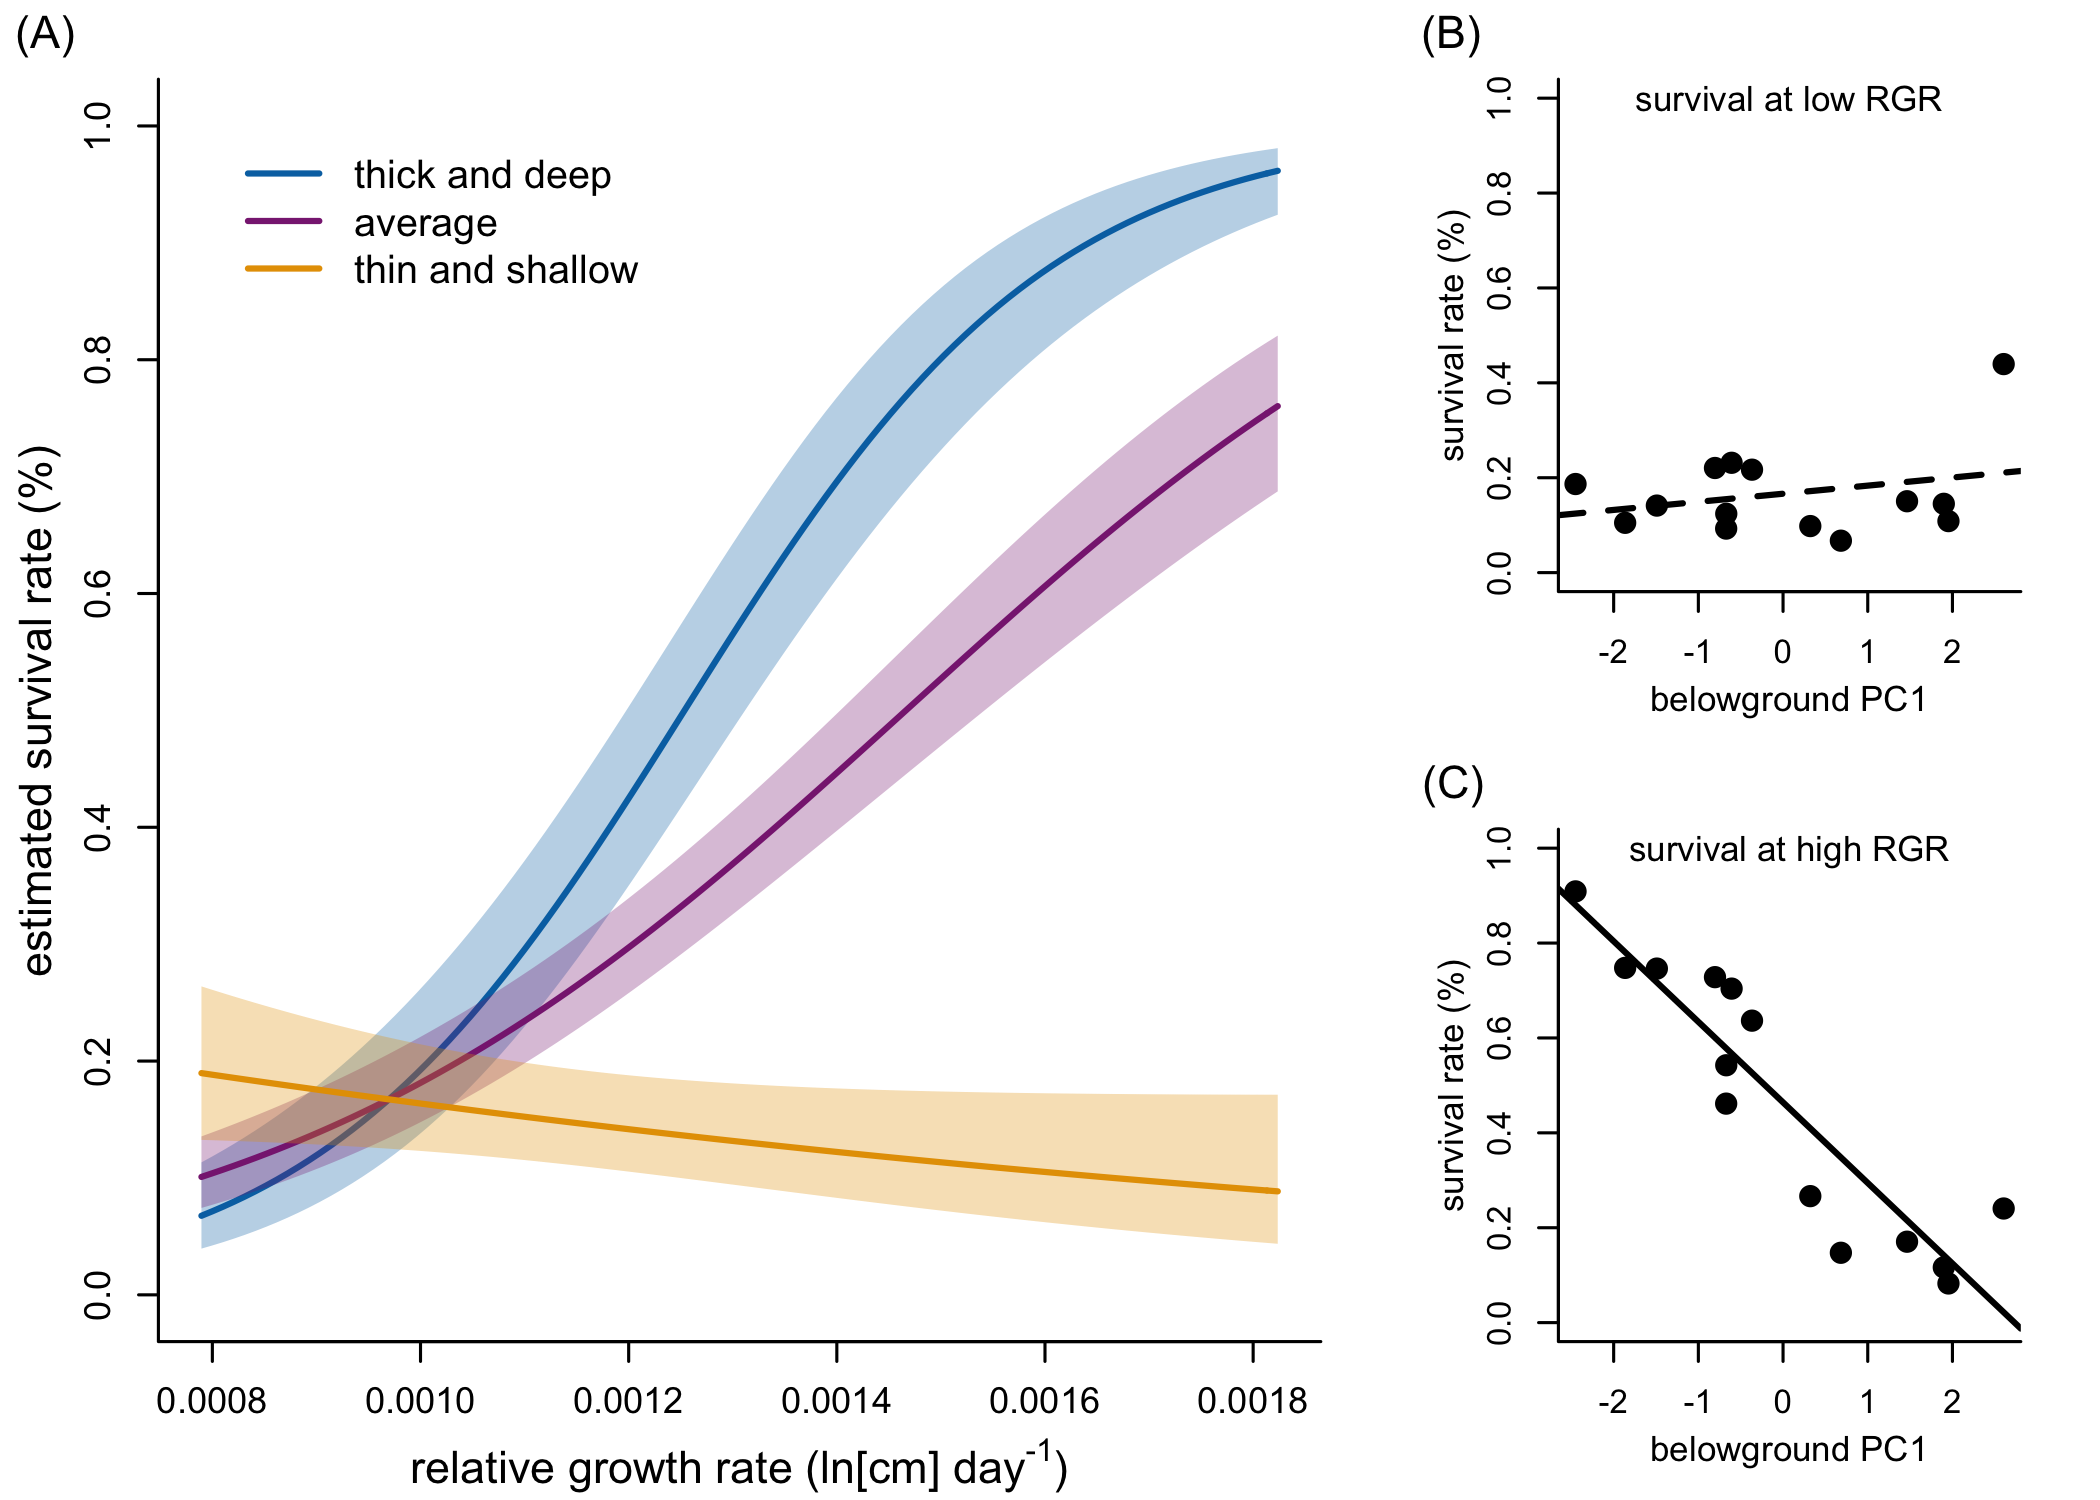 (A)
estimated survival rate (%)
1.0
0.8
0.6
0.4
0.2
0.0
thick and deep
average
thin and shallow
0.0008 0.0010 0.0012 0.0014 0.0016 0.0018
relative growth rate (ln[cm] day⁻¹)
(B)
survival at low RGR
survival rate (%)
1.0
0.8
0.6
0.4
0.2
0.0
-2 -1 0 1 2
belowground PC1
(C)
survival at high RGR
survival rate (%)
1.0
0.8
0.6
0.4
0.2
0.0
-2 -1 0 1 2
belowground PC1